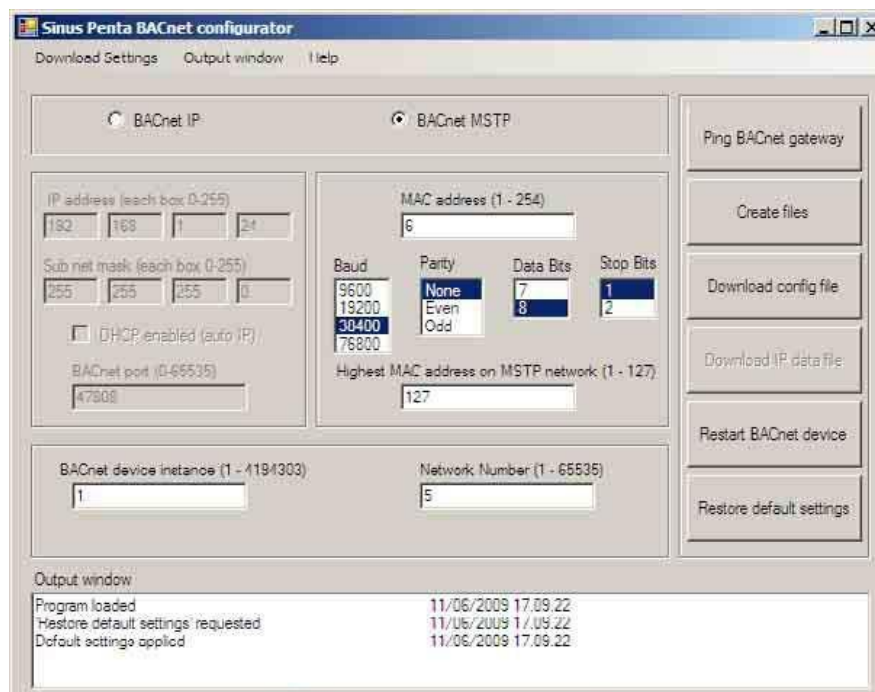 Sinus Penta BACnet configurator
Download Settings Output window Help
BACnet IP
BACnet MSTP
IP address (each box 0-255)
192 168 1 24
Sub net mask (each box 0-255)
255 255 255 0
DHCP enabled (auto IP)
BACnet port (0-65535)
47808
MAC address (1 - 254)
6
Baud
9600
19200
38400
76800
Parity
None
Even
Odd
Data Bits
7
8
Stop Bits
1
2
Highest MAC address on MSTP network (1 - 127)
127
BACnet device instance (1 - 4194303)
1
Network Number (1 - 65535)
5
Ping BACnet gateway
Create files
Download config file
Download IP data file
Restart BACnet device
Restore default settings
Output window
Program loaded 11/06/2009 17.09.22
'Restore default settings' requested 11/06/2009 17.09.22
Default settings applied 11/06/2009 17.09.22